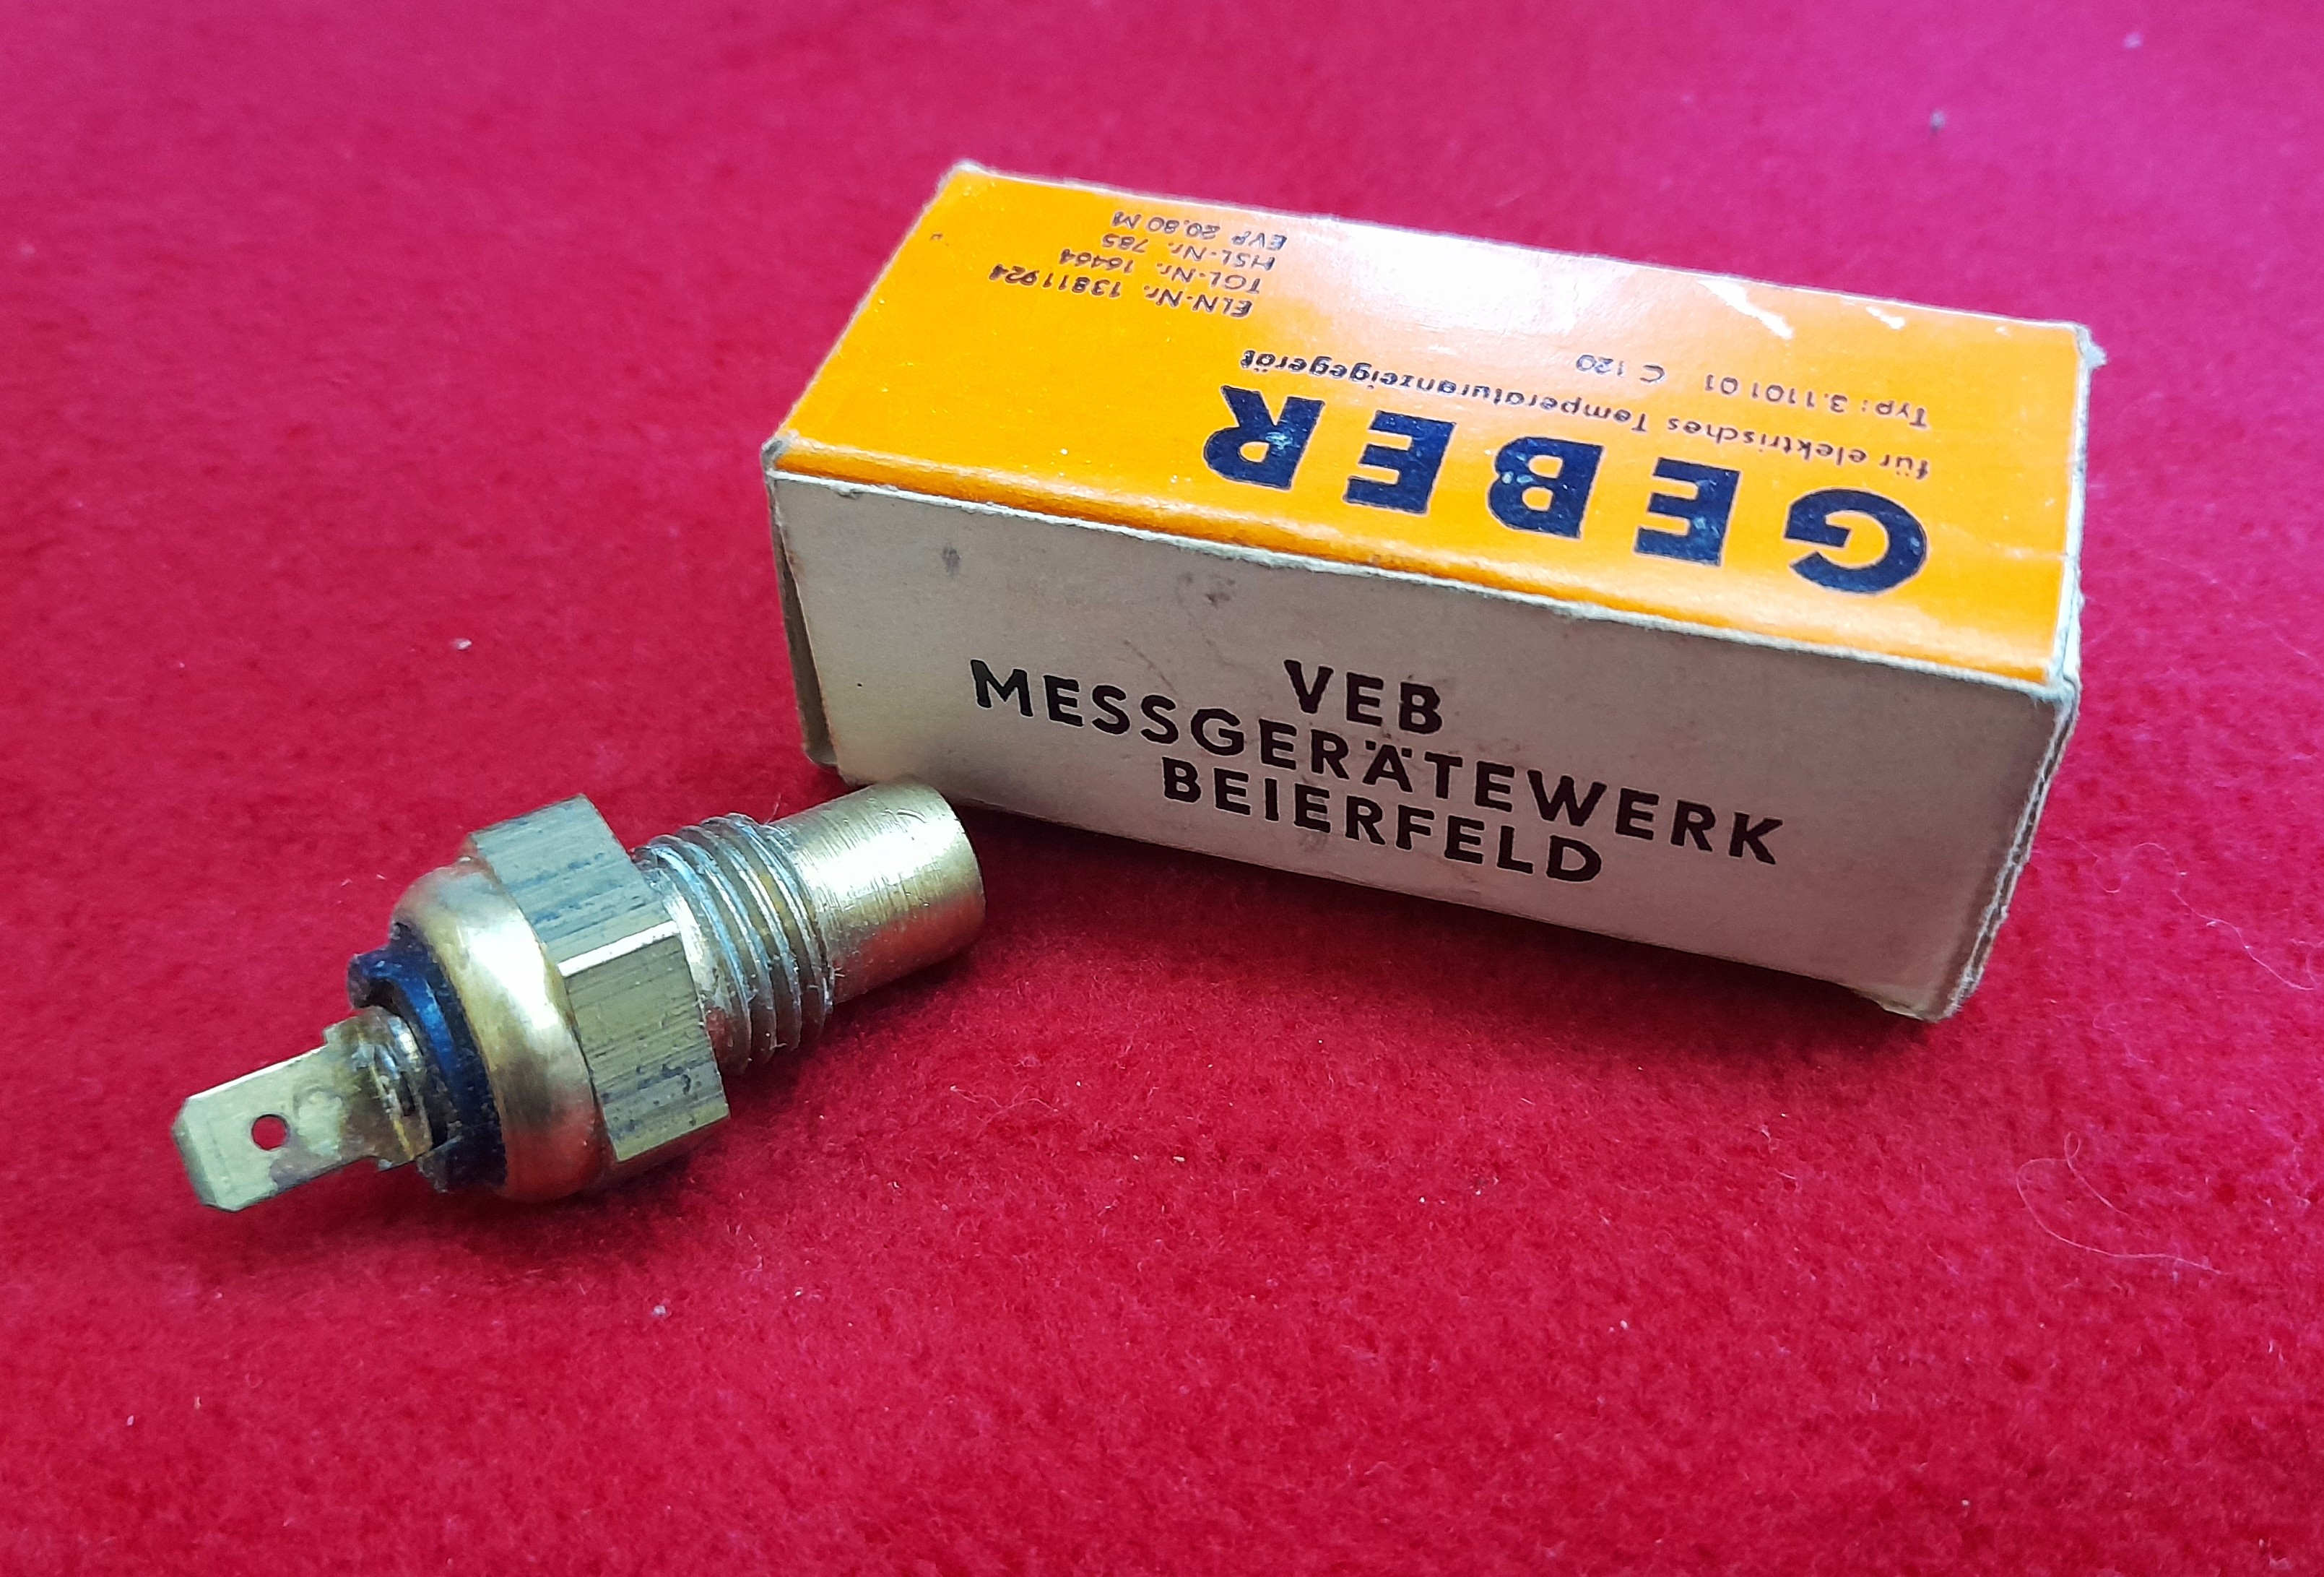 GEBER
für elektrisches Temperaturanzeigegerät
Typ: 3.1101 01 C 120
ELN-Nr. 13811924
TGL-Nr. 16464
HSL-Nr. 785
EVP 20,80 M
VEB
MESSGERÄTEWERK
BEIERFELD